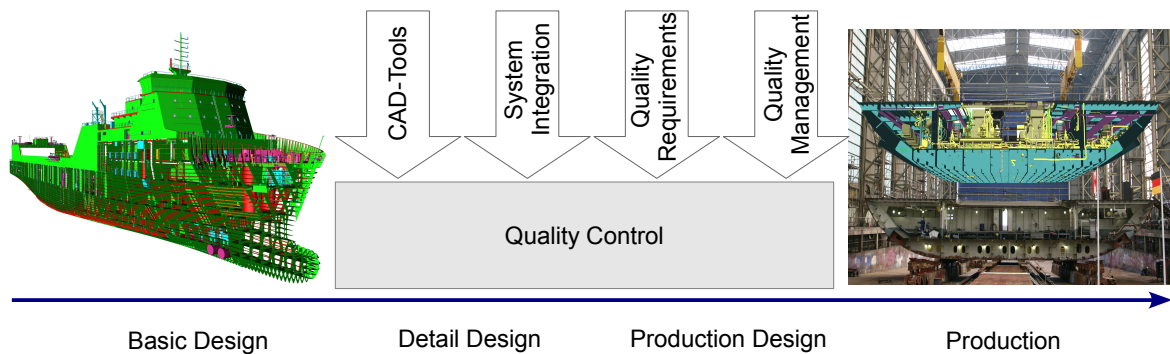 CAD-Tools
System
Integration
Quality
Requirements
Quality
Management
Quality Control
Basic Design
Detail Design
Production Design
Production